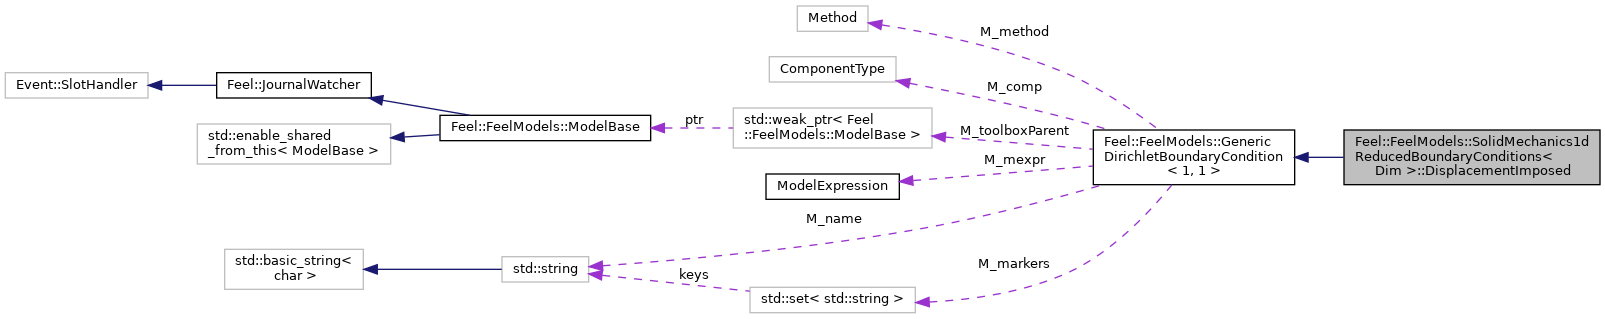 Method
M_method
ComponentType
M_comp
Event::SlotHandler
Feel::JournalWatcher
std::enable_shared
_from_this< ModelBase >
Feel::FeelModels::ModelBase
ptr
std::weak_ptr< Feel
::FeelModels::ModelBase >
M_toolboxParent
Feel::FeelModels::Generic
DirichletBoundaryCondition
< 1, 1 >
Feel::FeelModels::SolidMechanics1d
ReducedBoundaryConditions<
Dim >::DisplacementImposed
M_mexpr
ModelExpression
M_name
std::basic_string<
char >
std::string
keys
M_markers
std::set< std::string >